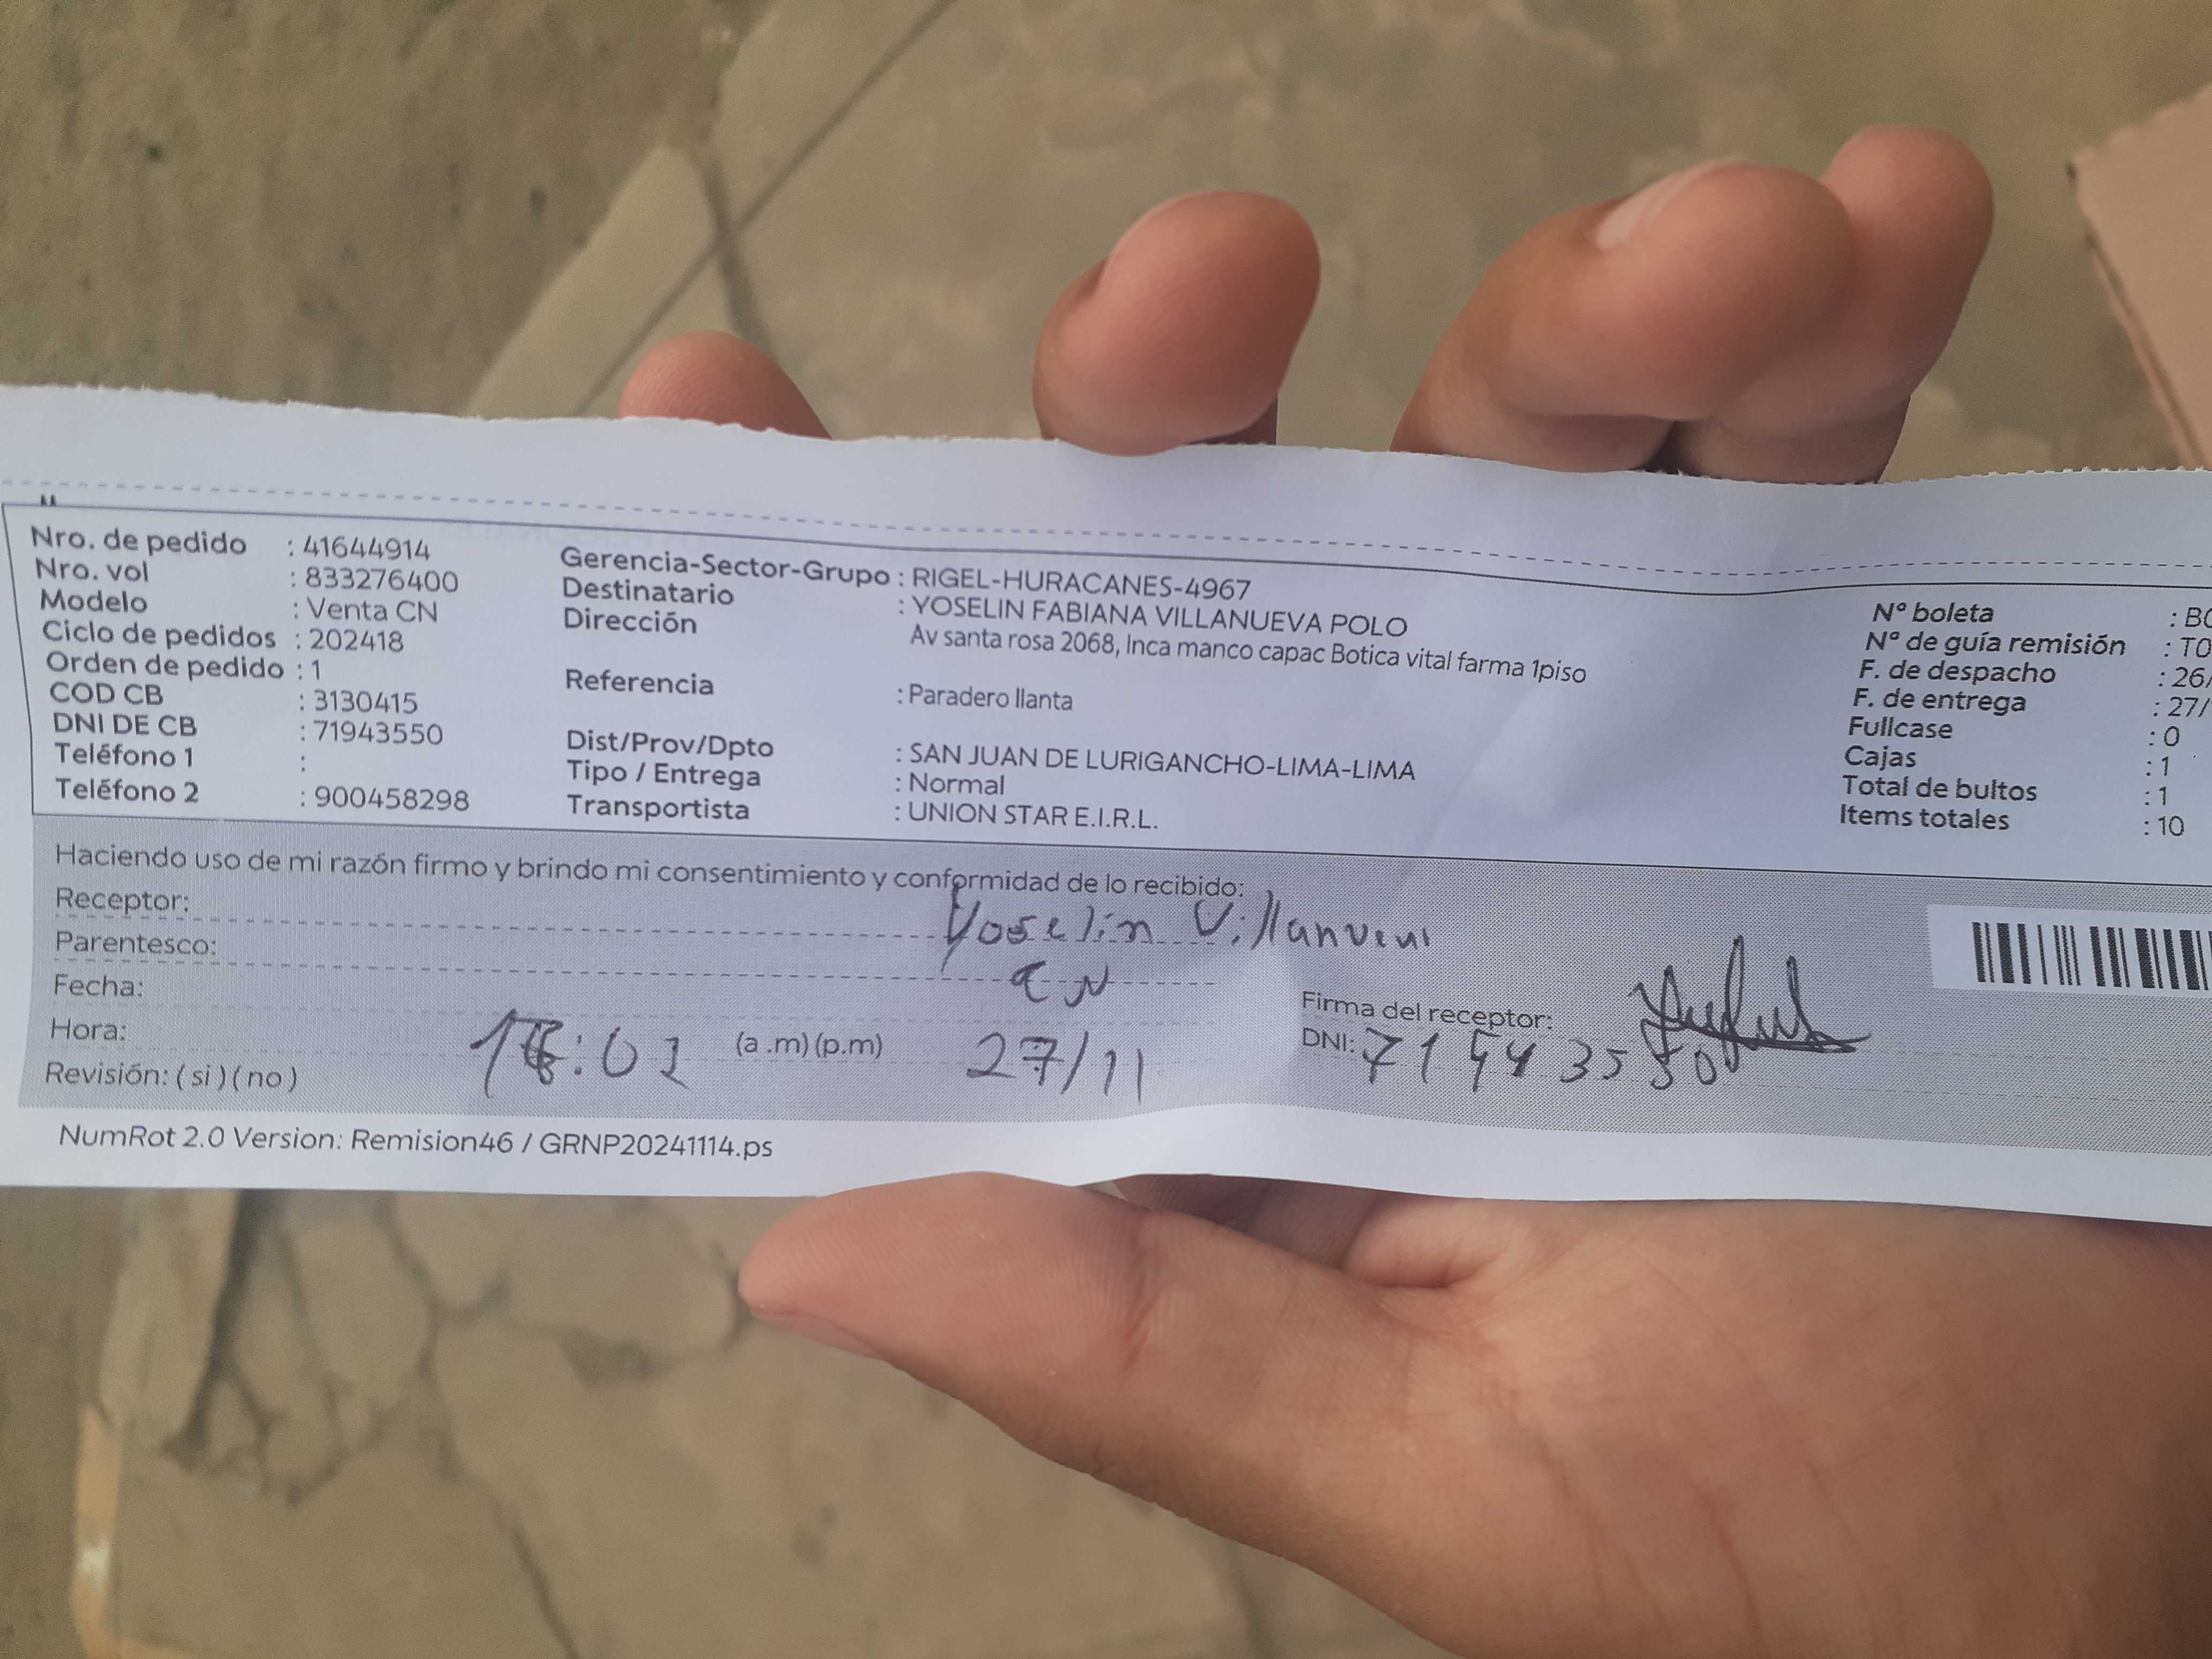 Nro. de pedido : 41644914
Nro. vol : 833276400
Modelo : Venta CN
Ciclo de pedidos : 202418
Orden de pedido : 1
COD CB : 3130415
DNI DE CB : 71943550
Teléfono 1 :
Teléfono 2 : 900458298
Gerencia-Sector-Grupo : RIGEL-HURACANES-4967
Destinatario : YOSELIN FABIANA VILLANUEVA POLO
Dirección Av santa rosa 2068, Inca manco capac Botica vital farma 1piso
Referencia : Paradero llanta
Dist/Prov/Dpto : SAN JUAN DE LURIGANCHO-LIMA-LIMA
Tipo / Entrega : Normal
Transportista : UNION STAR E.I.R.L.
N° boleta : B0
N° de guía remisión : T0
F. de despacho : 26/
F. de entrega : 27/
Fullcase : 0
Cajas : 1
Total de bultos : 1
Items totales : 10
Haciendo uso de mi razón firmo y brindo mi consentimiento y conformidad de lo recibido:
Receptor: Yoselin
Parentesco:
Fecha:
Hora: (a .m) (p.m) 27/11
Revisión: ( si ) ( no )
Firma del receptor:
DNI:
NumRot 2.0 Version: Remision46 / GRNP20241114.ps